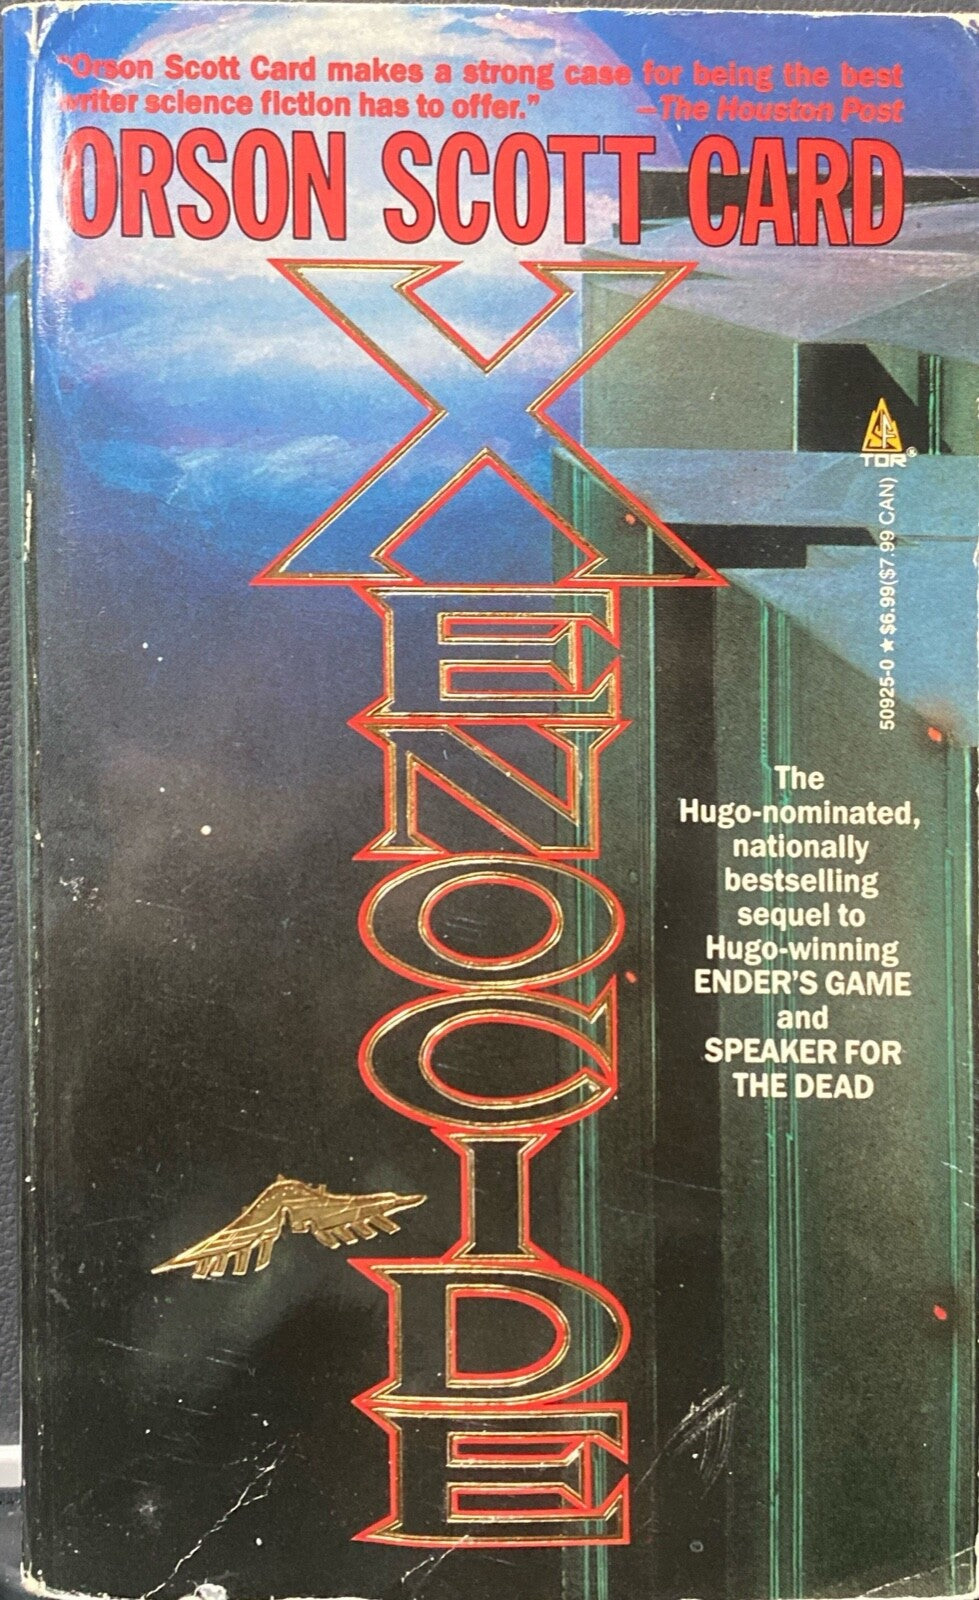 "Orson Scott Card makes a strong case for being the best
writer science fiction has to offer." —The Houston Post
ORSON SCOTT CARD
XENOCIDE
SF
TOR®
50925-0 ★ $6.99 ($7.99 CAN)
The
Hugo-nominated,
nationally
bestselling
sequel to
Hugo-winning
ENDER'S GAME
and
SPEAKER FOR
THE DEAD